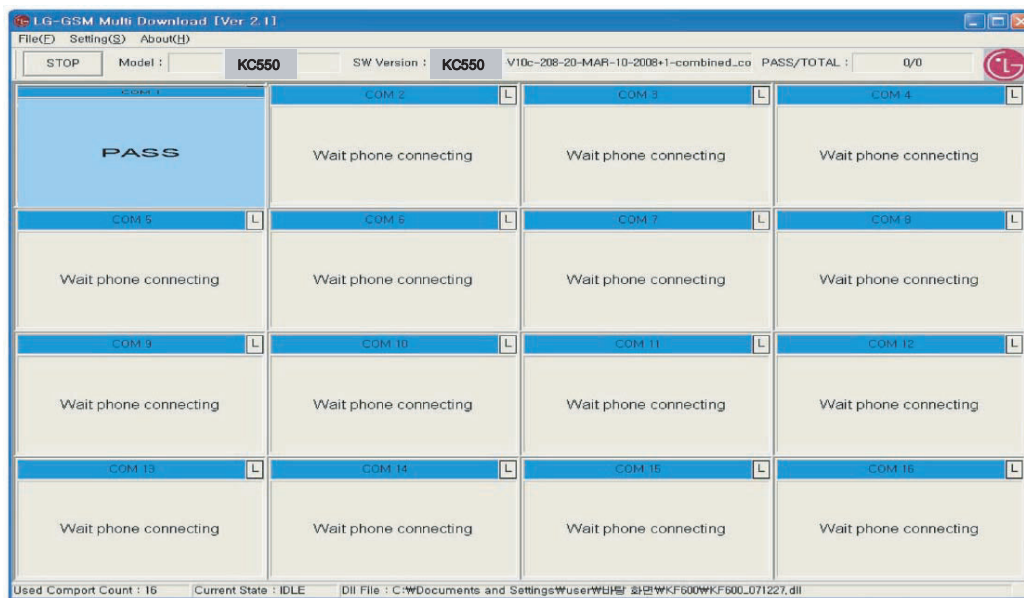 LG-GSM Multi Download [Ver 2.1]
File(F) Setting(S) About(H)
STOP Model : KC550 SW Version : KC550 V10c-208-20-MAR-10-2008+1-combined_co PASS/TOTAL : 0/0
COM 1 COM 2 L COM 3 L COM 4 L
PASS Wait phone connecting Wait phone connecting Wait phone connecting
COM 5 L COM 6 L COM 7 L COM 8 L
Wait phone connecting Wait phone connecting Wait phone connecting Wait phone connecting
COM 9 L COM 10 L COM 11 L COM 12 L
Wait phone connecting Wait phone connecting Wait phone connecting Wait phone connecting
COM 13 L COM 14 L COM 15 L COM 16 L
Wait phone connecting Wait phone connecting Wait phone connecting Wait phone connecting
Used Comport Count : 16 Current State : IDLE Dll File : C:₩Documents and Settings₩user₩바탕 화면₩KF600₩KF600_071227.dll